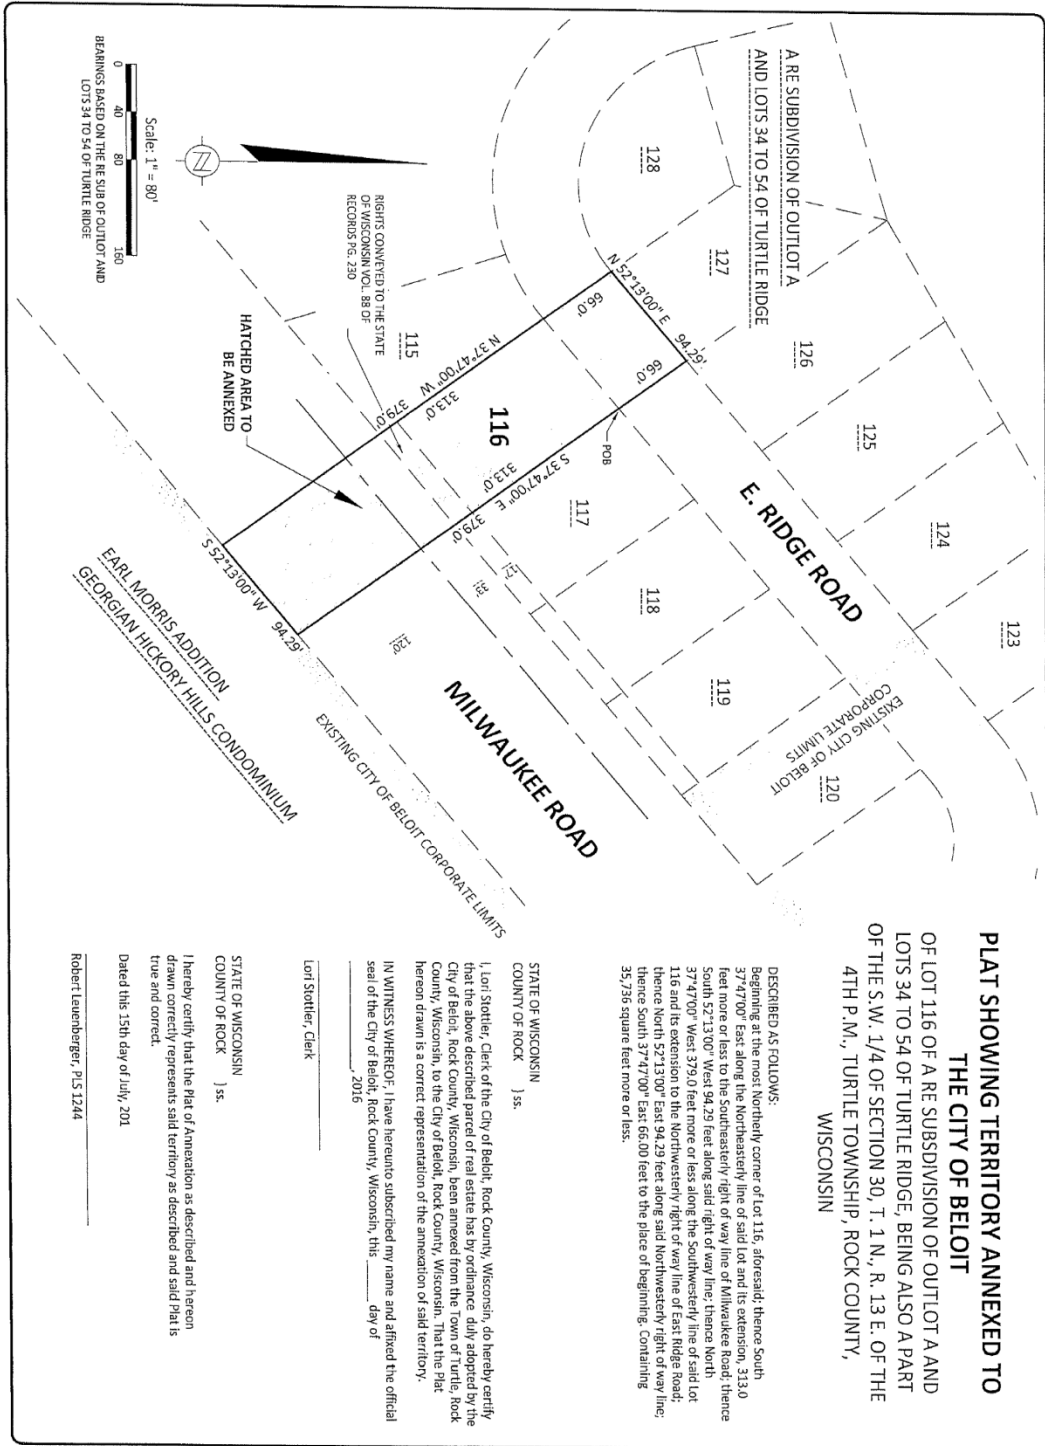 PLAT SHOWING TERRITORY ANNEXED TO
THE CITY OF BELOIT
OF LOT 116 OF A RE SUBSDIVISION OF OUTLOT A AND
LOTS 34 TO 54 OF TURTLE RIDGE, BEING ALSO A PART
OF THE S.W. 1/4 OF SECTION 30, T. 1 N., R. 13 E. OF THE
4TH P.M., TURTLE TOWNSHIP, ROCK COUNTY,
WISCONSIN
DESCRIBED AS FOLLOWS:
Beginning at the most Northerly corner of Lot 116, aforesaid; thence South
37°47'00" East along the Northeasterly line of said Lot and its extension, 313.0
feet more or less to the Southeasterly right of way line of Milwaukee Road; thence
South 52°13'00" West 94.29 feet along said right of way line; thence North
37°47'00" West 379.0 feet more or less along the Southwesterly line of said Lot
116 and its extension to the Northwesterly right of way line of East Ridge Road;
thence North 52°13'00" East 94.29 feet along said Northwesterly right of way line;
thence South 37°47'00" East 66.00 feet to the place of beginning. Containing
35,736 square feet more or less.
STATE OF WISCONSIN
COUNTY OF ROCK } ss.
I, Lori Stottler, Clerk of the City of Beloit, Rock County, Wisconsin, do hereby certify
that the above described parcel of real estate has by ordinance duly adopted by the
City of Beloit, Rock County, Wisconsin, been annexed from the Town of Turtle, Rock
County, Wisconsin, to the City of Beloit, Rock County, Wisconsin. That the Plat
hereon drawn is a correct representation of the annexation of said territory.
IN WITNESS WHEREOF, I have hereunto subscribed my name and affixed the official
seal of the City of Beloit, Rock County, Wisconsin, this ______ day of
__________, 2016
Lori Stottler, Clerk
STATE OF WISCONSIN
COUNTY OF ROCK } ss.
I hereby certify that the Plat of Annexation as described and hereon
drawn correctly represents said territory as described and said Plat is
true and correct.
Dated this 15th day of July, 201
Robert Leuenberger, PLS 1244
A RE SUBDIVISION OF OUTLOT A
AND LOTS 34 TO 54 OF TURTLE RIDGE
128
127
126
125
124
123
E. RIDGE ROAD
N 52°13'00" E 94.29'
66.0'
66.0'
POB
115
116
117
118
119
120
N 37°47'00" W
313.0'
379.0'
S 37°47'00" E
313.0'
379.0'
17'
33'
120'
EXISTING CITY OF BELOIT
CORPORATE LIMITS
RIGHTS CONVEYED TO THE STATE
OF WISCONSIN VOL. 88 OF
RECORDS PG. 230
HATCHED AREA TO
BE ANNEXED
MILWAUKEE ROAD
S 52°13'00" W 94.29'
EXISTING CITY OF BELOIT CORPORATE LIMITS
EARL MORRIS ADDITION
GEORGIAN HICKORY HILLS CONDOMINIUM
N
Scale: 1" = 80'
0 40 80 160
BEARINGS BASED ON THE RE SUB OF OUTLOT AND
LOTS 34 TO 54 OF TURTLE RIDGE